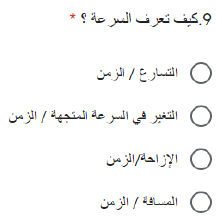 9.كيف تعرف السرعة ؟ *
التسارع / الزمن
التغير في السرعة المتجهة / الزمن
الإزاحة/الزمن
المسافة / الزمن